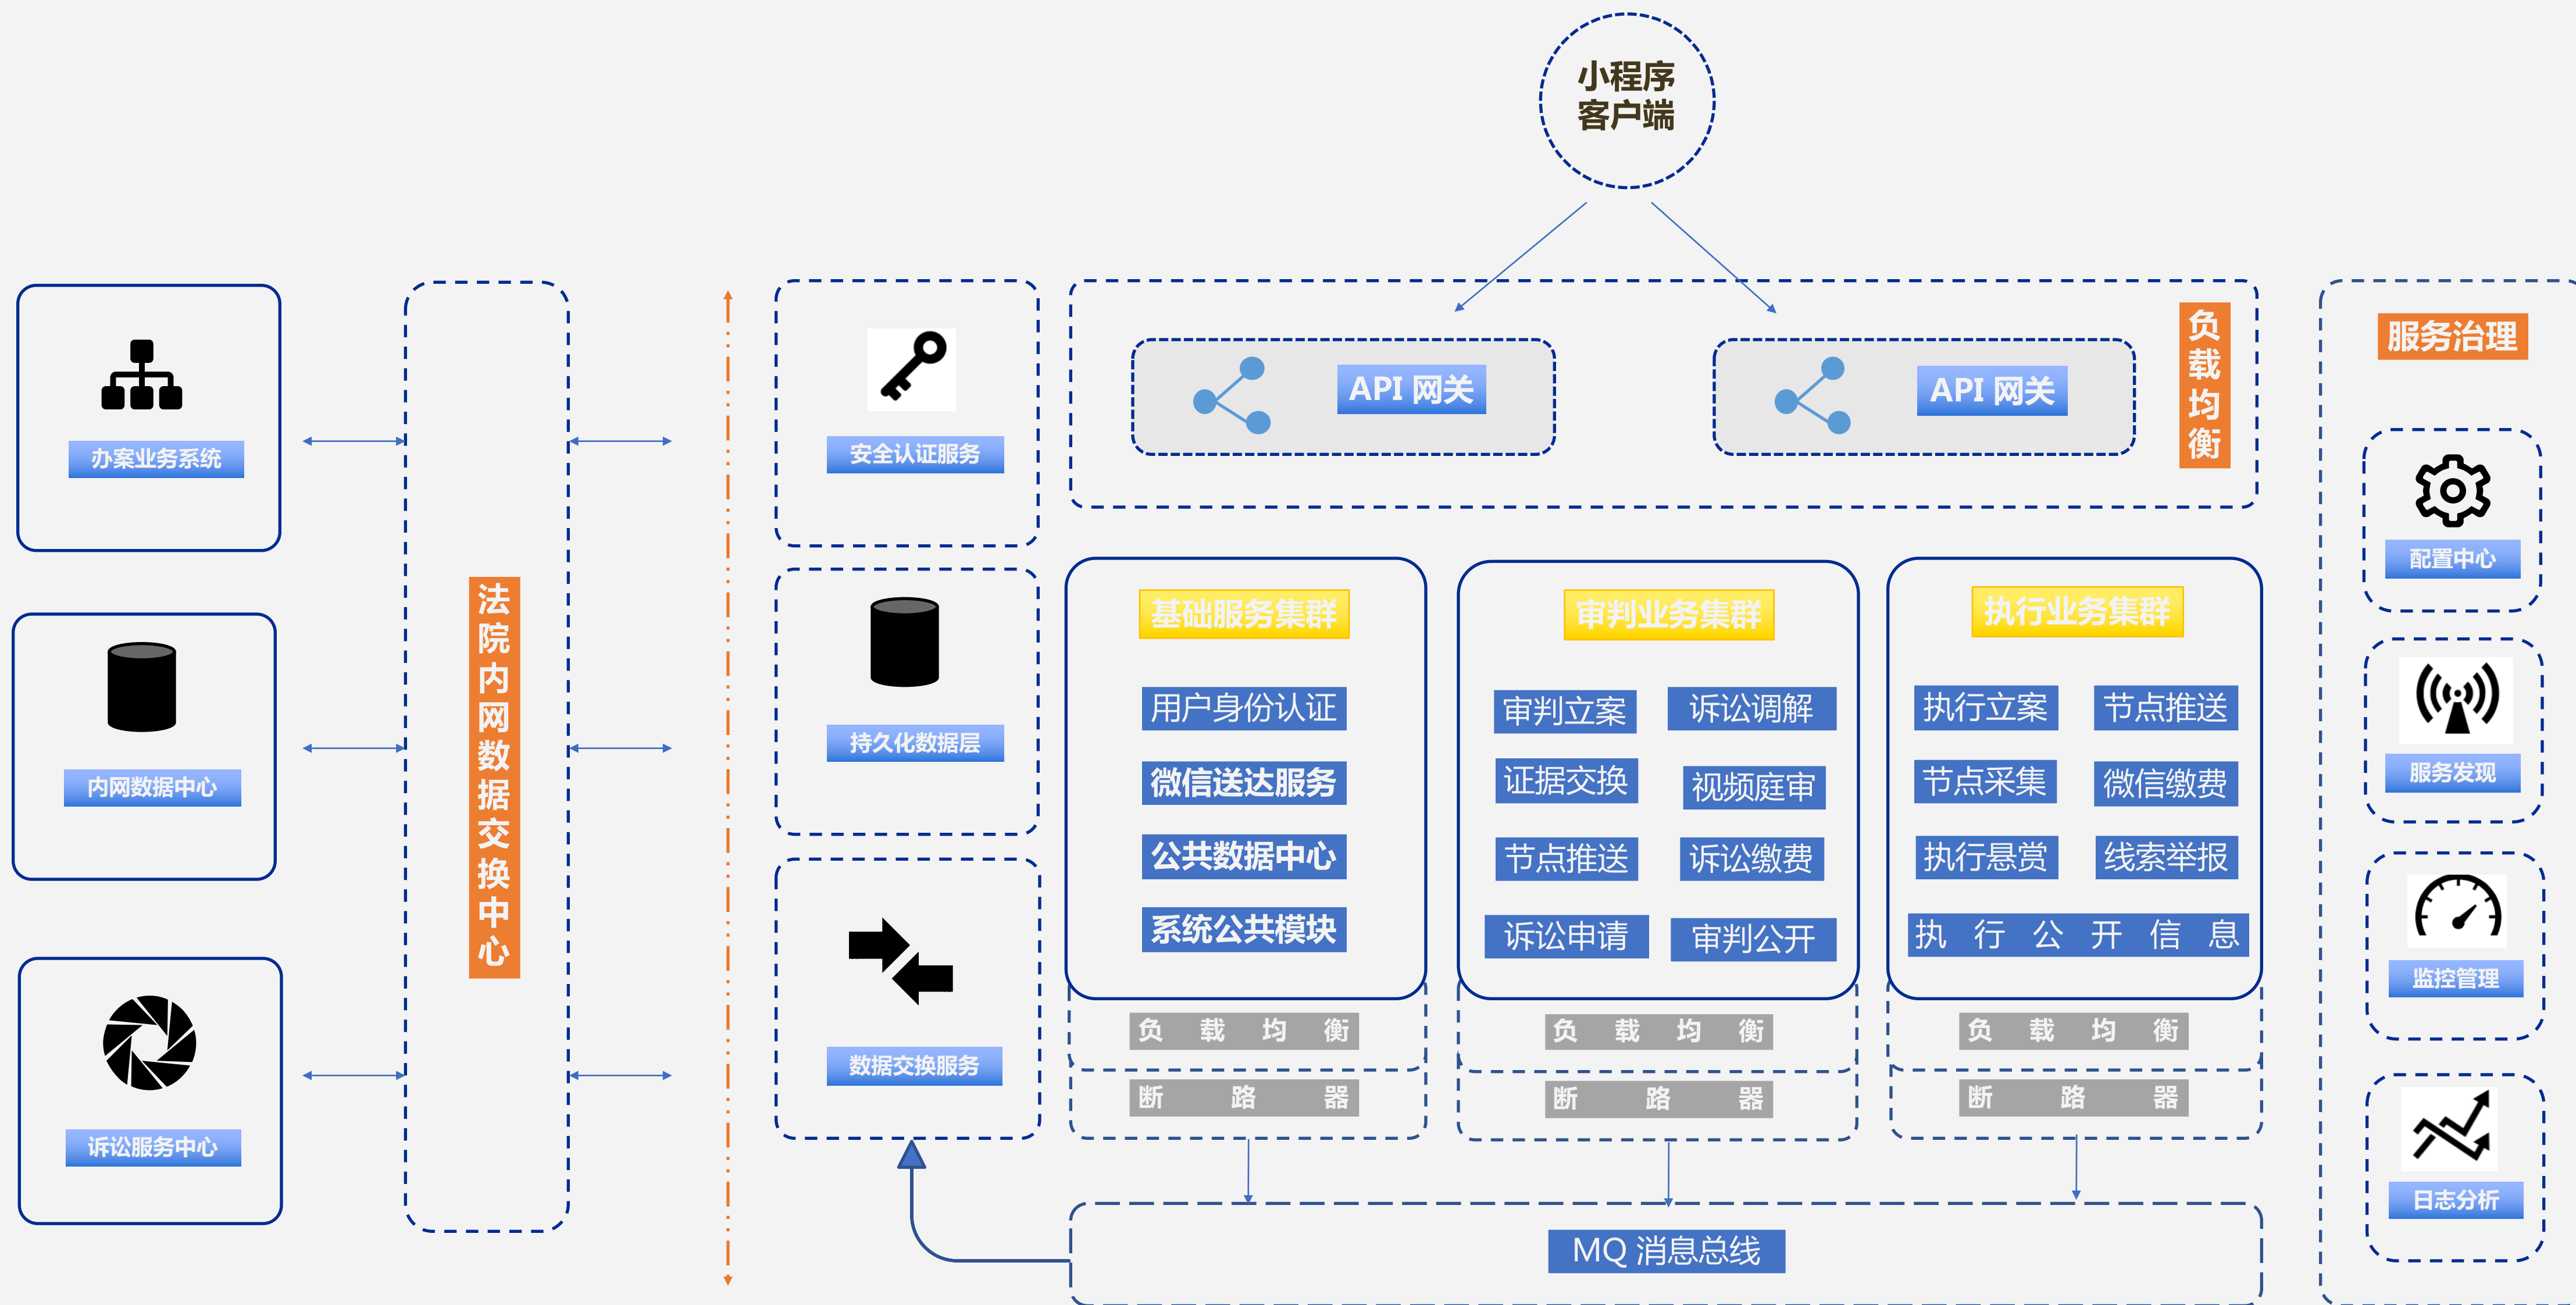 小程序
客户端
办案业务系统
内网数据中心
诉讼服务中心
法院内网数据交换中心
安全认证服务
持久化数据层
数据交换服务
API 网关
API 网关
负载均衡
基础服务集群
用户身份认证
微信送达服务
公共数据中心
系统公共模块
负载均衡
断路器
审判业务集群
审判立案
诉讼调解
证据交换
视频庭审
节点推送
诉讼缴费
诉讼申请
审判公开
负载均衡
断路器
执行业务集群
执行立案
节点推送
节点采集
微信缴费
执行悬赏
线索举报
执行公开信息
负载均衡
断路器
MQ 消息总线
服务治理
配置中心
服务发现
监控管理
日志分析